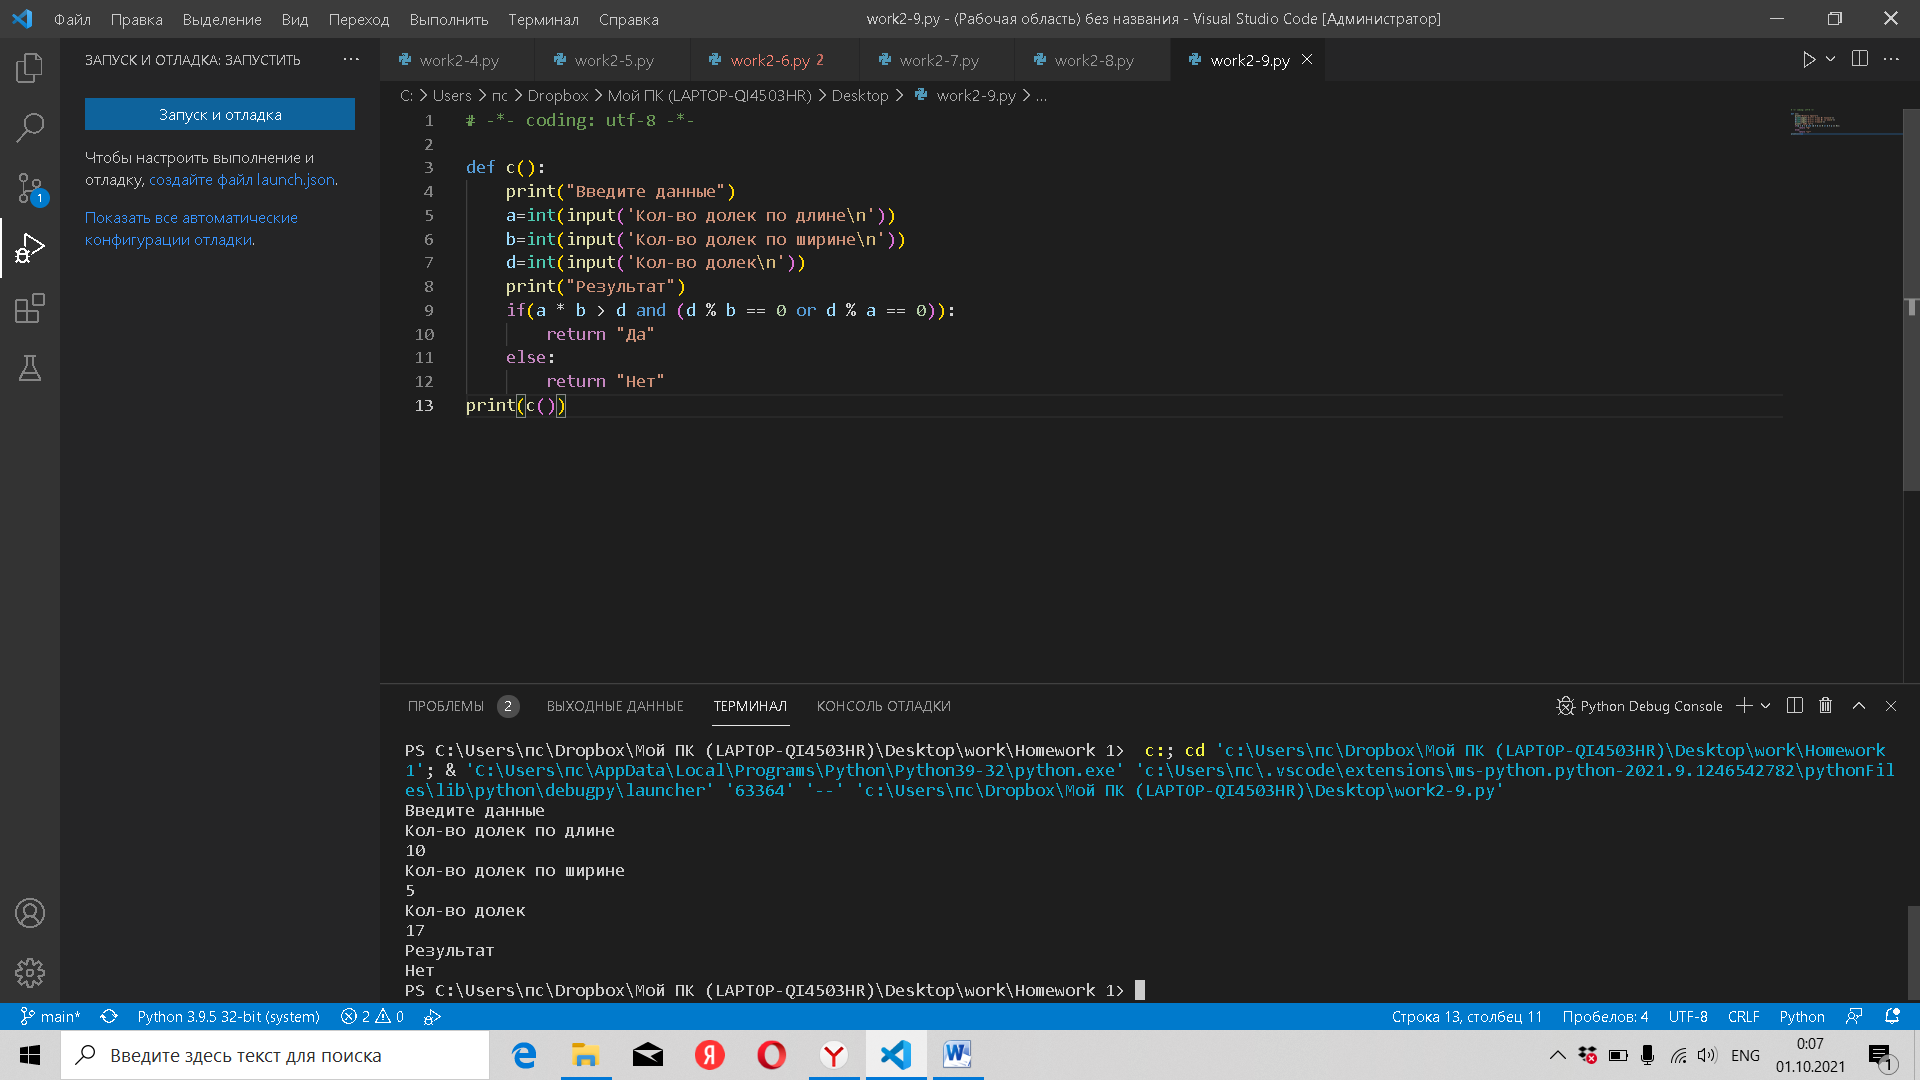 Файл Правка Выделение Вид Переход Выполнить Терминал Справка
work2-9.py - (Рабочая область) без названия - Visual Studio Code [Администратор]
ЗАПУСК И ОТЛАДКА: ЗАПУСТИТЬ ···
work2-4.py work2-5.py work2-6.py 2 work2-7.py work2-8.py work2-9.py
Запуск и отладка
Чтобы настроить выполнение и
отладку, создайте файл launch.json.
Показать все автоматические
конфигурации отладки.
1
C: > Users > пс > Dropbox > Мой ПК (LAPTOP-QI4503HR) > Desktop > work2-9.py > ...
1 # -*- coding: utf-8 -*-
2
3 def c():
4     print("Введите данные")
5     a=int(input('Кол-во долек по длине\n'))
6     b=int(input('Кол-во долек по ширине\n'))
7     d=int(input('Кол-во долек\n'))
8     print("Результат")
9     if(a * b > d and (d % b == 0 or d % a == 0)):
10         return "Да"
11     else:
12         return "Нет"
13 print(c())
ПРОБЛЕМЫ 2 ВЫХОДНЫЕ ДАННЫЕ ТЕРМИНАЛ КОНСОЛЬ ОТЛАДКИ
Python Debug Console
PS C:\Users\пс\Dropbox\Мой ПК (LAPTOP-QI4503HR)\Desktop\work\Homework 1>  c:; cd 'c:\Users\пс\Dropbox\Мой ПК (LAPTOP-QI4503HR)\Desktop\work\Homework
1'; & 'C:\Users\пс\AppData\Local\Programs\Python\Python39-32\python.exe' 'c:\Users\пс\.vscode\extensions\ms-python.python-2021.9.1246542782\pythonFil
es\lib\python\debugpy\launcher' '63364' '--' 'c:\Users\пс\Dropbox\Мой ПК (LAPTOP-QI4503HR)\Desktop\work2-9.py'
Введите данные
Кол-во долек по длине
10
Кол-во долек по ширине
5
Кол-во долек
17
Результат
Нет
PS C:\Users\пс\Dropbox\Мой ПК (LAPTOP-QI4503HR)\Desktop\work\Homework 1>
main* Python 3.9.5 32-bit (system) 2 0
Строка 13, столбец 11 Пробелов: 4 UTF-8 CRLF Python
Введите здесь текст для поиска
ENG
0:07
01.10.2021
1